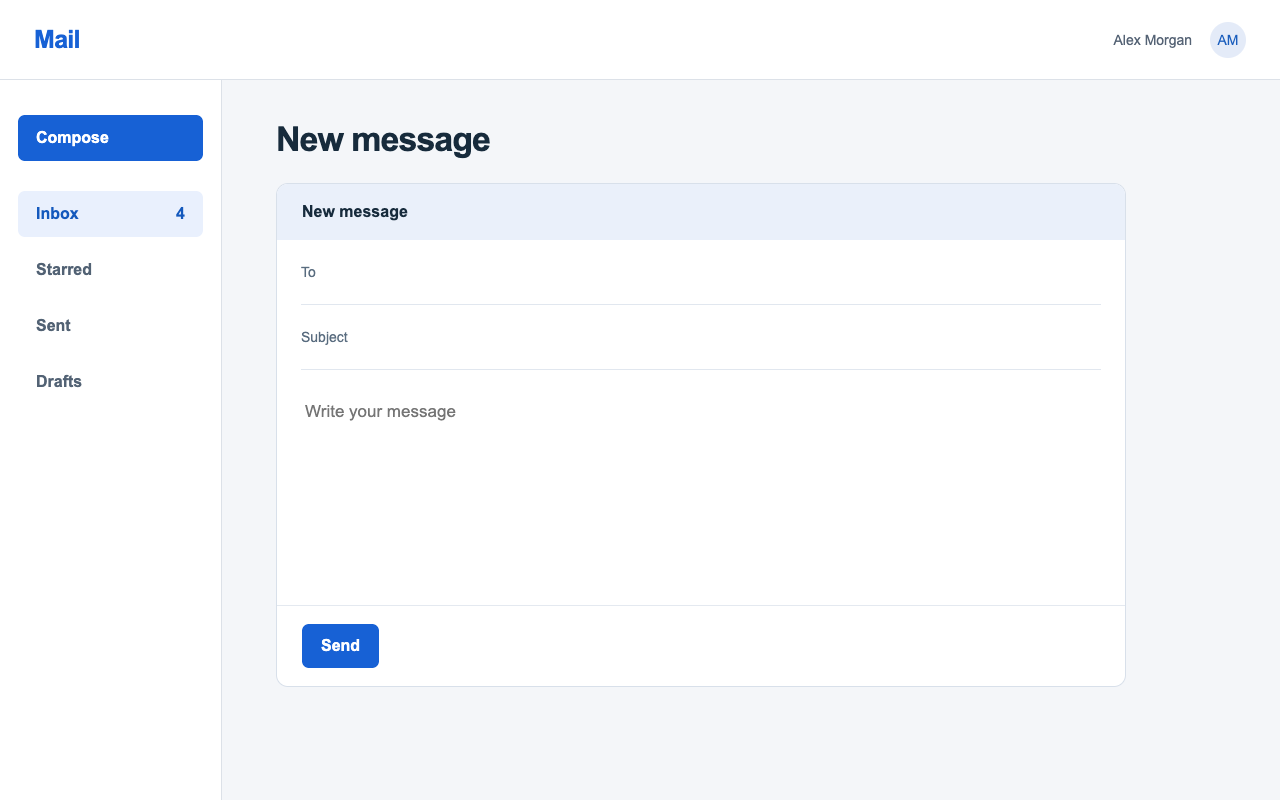 Mail
Alex Morgan AM
Compose
Inbox 4
Starred
Sent
Drafts
New message
New message
To
Subject
Write your message
Send